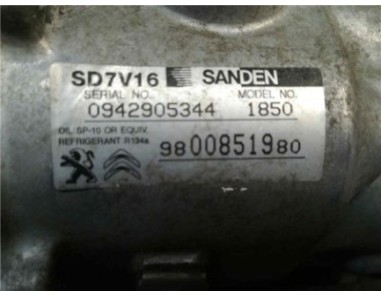 SD7V16 SANDEN
SERIAL NO. MODEL NO.
0942905344 1850
OIL SP-10 OR EQUIV.
REFRIGERANT R134a
9800851980